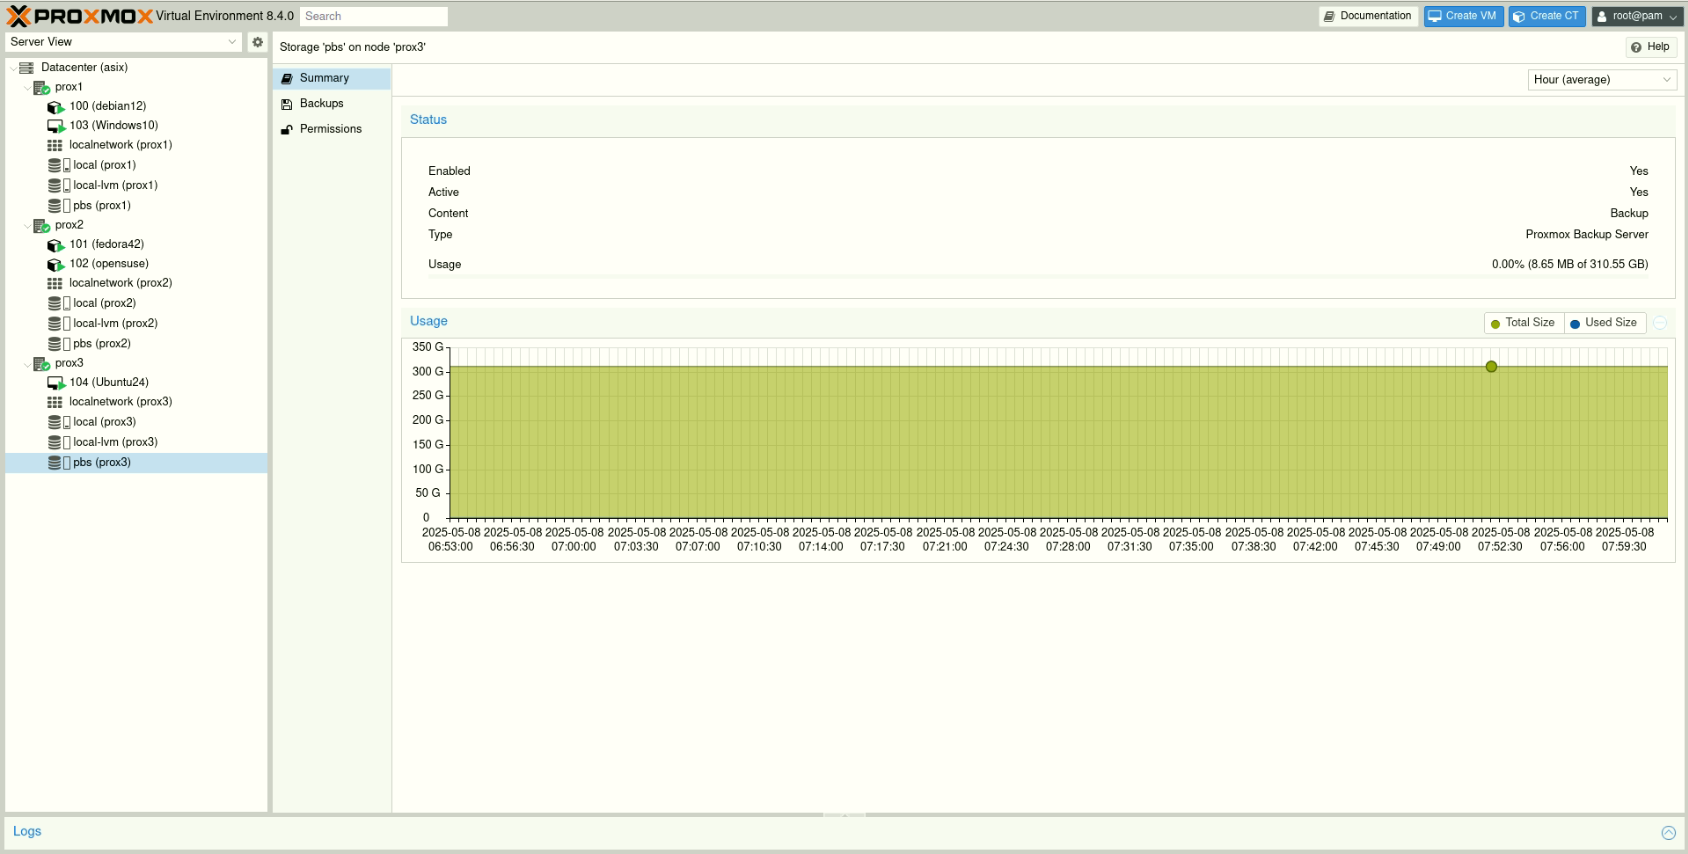 PROXMOX Virtual Environment 8.4.0 Search Documentation Create VM Create CT root@pam
Server View
Datacenter (asix)
prox1
100 (debian12)
103 (Windows10)
localnetwork (prox1)
local (prox1)
local-lvm (prox1)
pbs (prox1)
prox2
101 (fedora42)
102 (opensuse)
localnetwork (prox2)
local (prox2)
local-lvm (prox2)
pbs (prox2)
prox3
104 (Ubuntu24)
localnetwork (prox3)
local (prox3)
local-lvm (prox3)
pbs (prox3)
Storage 'pbs' on node 'prox3' Help
Summary
Backups
Permissions
Hour (average)
Status
Enabled Yes
Active Yes
Content Backup
Type Proxmox Backup Server
Usage 0.00% (8.65 MB of 310.55 GB)
Usage Total Size Used Size
350 G
300 G
250 G
200 G
150 G
100 G
50 G
0
2025-05-08 2025-05-08 2025-05-08 2025-05-08 2025-05-08 2025-05-08 2025-05-08 2025-05-08 2025-05-08 2025-05-08 2025-05-08 2025-05-08 2025-05-08 2025-05-08 2025-05-08 2025-05-08 2025-05-08 2025-05-08 2025-05-08 2025-05-08
06:53:00 06:56:30 07:00:00 07:03:30 07:07:00 07:10:30 07:14:00 07:17:30 07:21:00 07:24:30 07:28:00 07:31:30 07:35:00 07:38:30 07:42:00 07:45:30 07:49:00 07:52:30 07:56:00 07:59:30
Logs